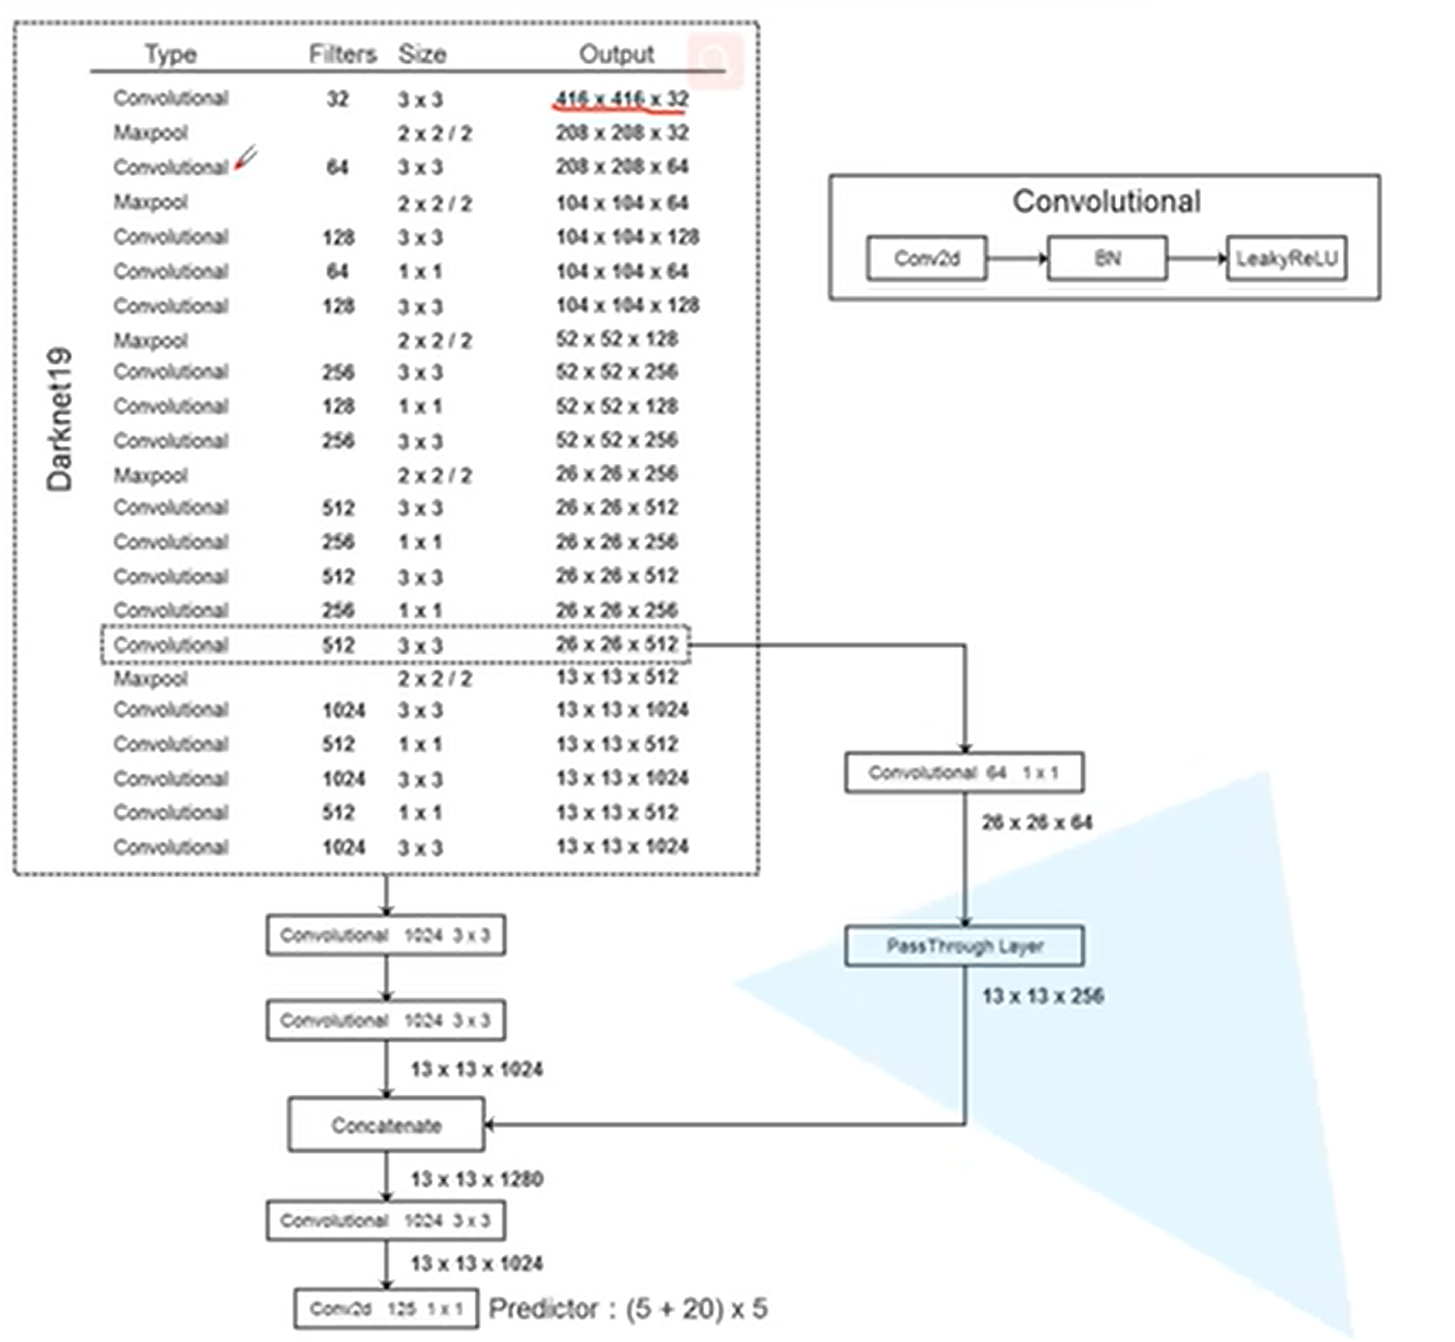 Type Filters Size Output
Convolutional 32 3 x 3 416 x 416 x 32
Maxpool 2 x 2 / 2 208 x 208 x 32
Convolutional 64 3 x 3 208 x 208 x 64
Maxpool 2 x 2 / 2 104 x 104 x 64
Convolutional 128 3 x 3 104 x 104 x 128
Convolutional 64 1 x 1 104 x 104 x 64
Convolutional 128 3 x 3 104 x 104 x 128
Maxpool 2 x 2 / 2 52 x 52 x 128
Convolutional 256 3 x 3 52 x 52 x 256
Convolutional 128 1 x 1 52 x 52 x 128
Convolutional 256 3 x 3 52 x 52 x 256
Maxpool 2 x 2 / 2 26 x 26 x 256
Convolutional 512 3 x 3 26 x 26 x 512
Convolutional 256 1 x 1 26 x 26 x 256
Convolutional 512 3 x 3 26 x 26 x 512
Convolutional 256 1 x 1 26 x 26 x 256
Convolutional 512 3 x 3 26 x 26 x 512
Maxpool 2 x 2 / 2 13 x 13 x 512
Convolutional 1024 3 x 3 13 x 13 x 1024
Convolutional 512 1 x 1 13 x 13 x 512
Convolutional 1024 3 x 3 13 x 13 x 1024
Convolutional 512 1 x 1 13 x 13 x 512
Convolutional 1024 3 x 3 13 x 13 x 1024
Darknet19
Convolutional
Conv2d BN LeakyReLU
Convolutional 64 1 x 1
26 x 26 x 64
PassThrough Layer
13 x 13 x 256
Convolutional 1024 3 x 3
Convolutional 1024 3 x 3
13 x 13 x 1024
Concatenate
13 x 13 x 1280
Convolutional 1024 3 x 3
13 x 13 x 1024
Conv2d 125 1 x 1 Predictor : (5 + 20) x 5